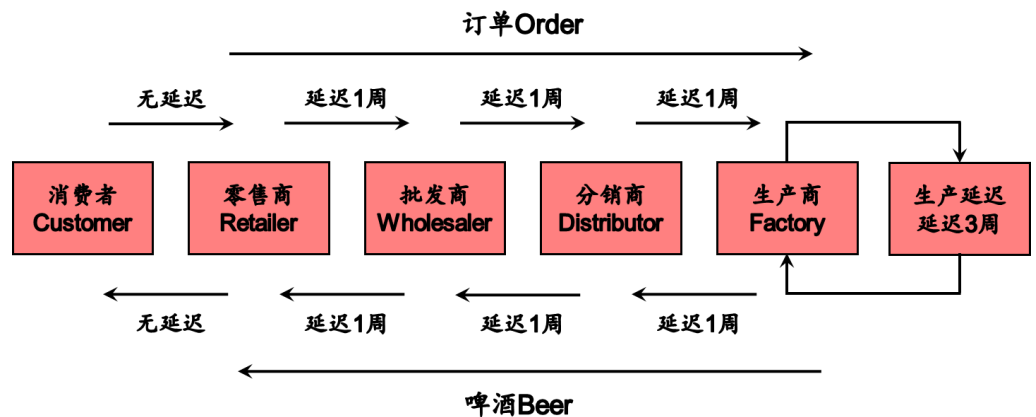 订单Order
无延迟
延迟1周
延迟1周
延迟1周
消费者
Customer
零售商
Retailer
批发商
Wholesaler
分销商
Distributor
生产商
Factory
生产延迟
延迟3周
无延迟
延迟1周
延迟1周
延迟1周
啤酒Beer